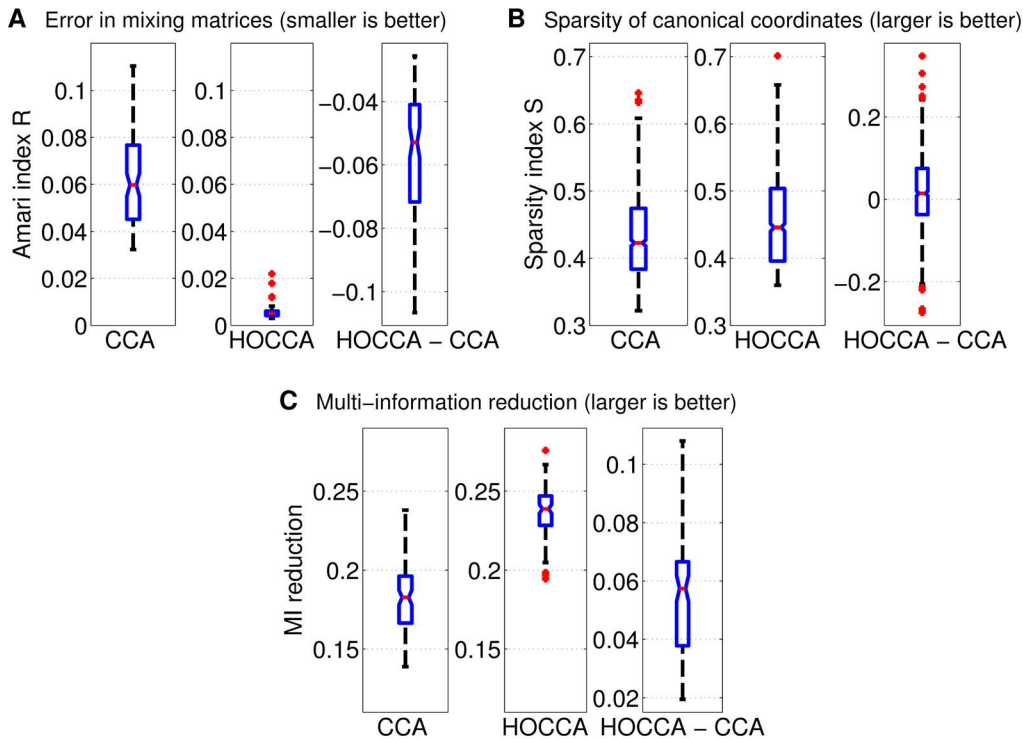 A Error in mixing matrices (smaller is better)
Amari index R
0.1
0.08
0.06
0.04
0.02
0
CCA
0.1
0.08
0.06
0.04
0.02
0
HOCCA
−0.04
−0.06
−0.08
−0.1
HOCCA − CCA
B Sparsity of canonical coordinates (larger is better)
Sparsity index S
0.7
0.6
0.5
0.4
0.3
CCA
0.7
0.6
0.5
0.4
0.3
HOCCA
0.2
0
−0.2
HOCCA − CCA
C Multi−information reduction (larger is better)
MI reduction
0.25
0.2
0.15
CCA
0.25
0.2
0.15
HOCCA
0.1
0.08
0.06
0.04
0.02
HOCCA − CCA